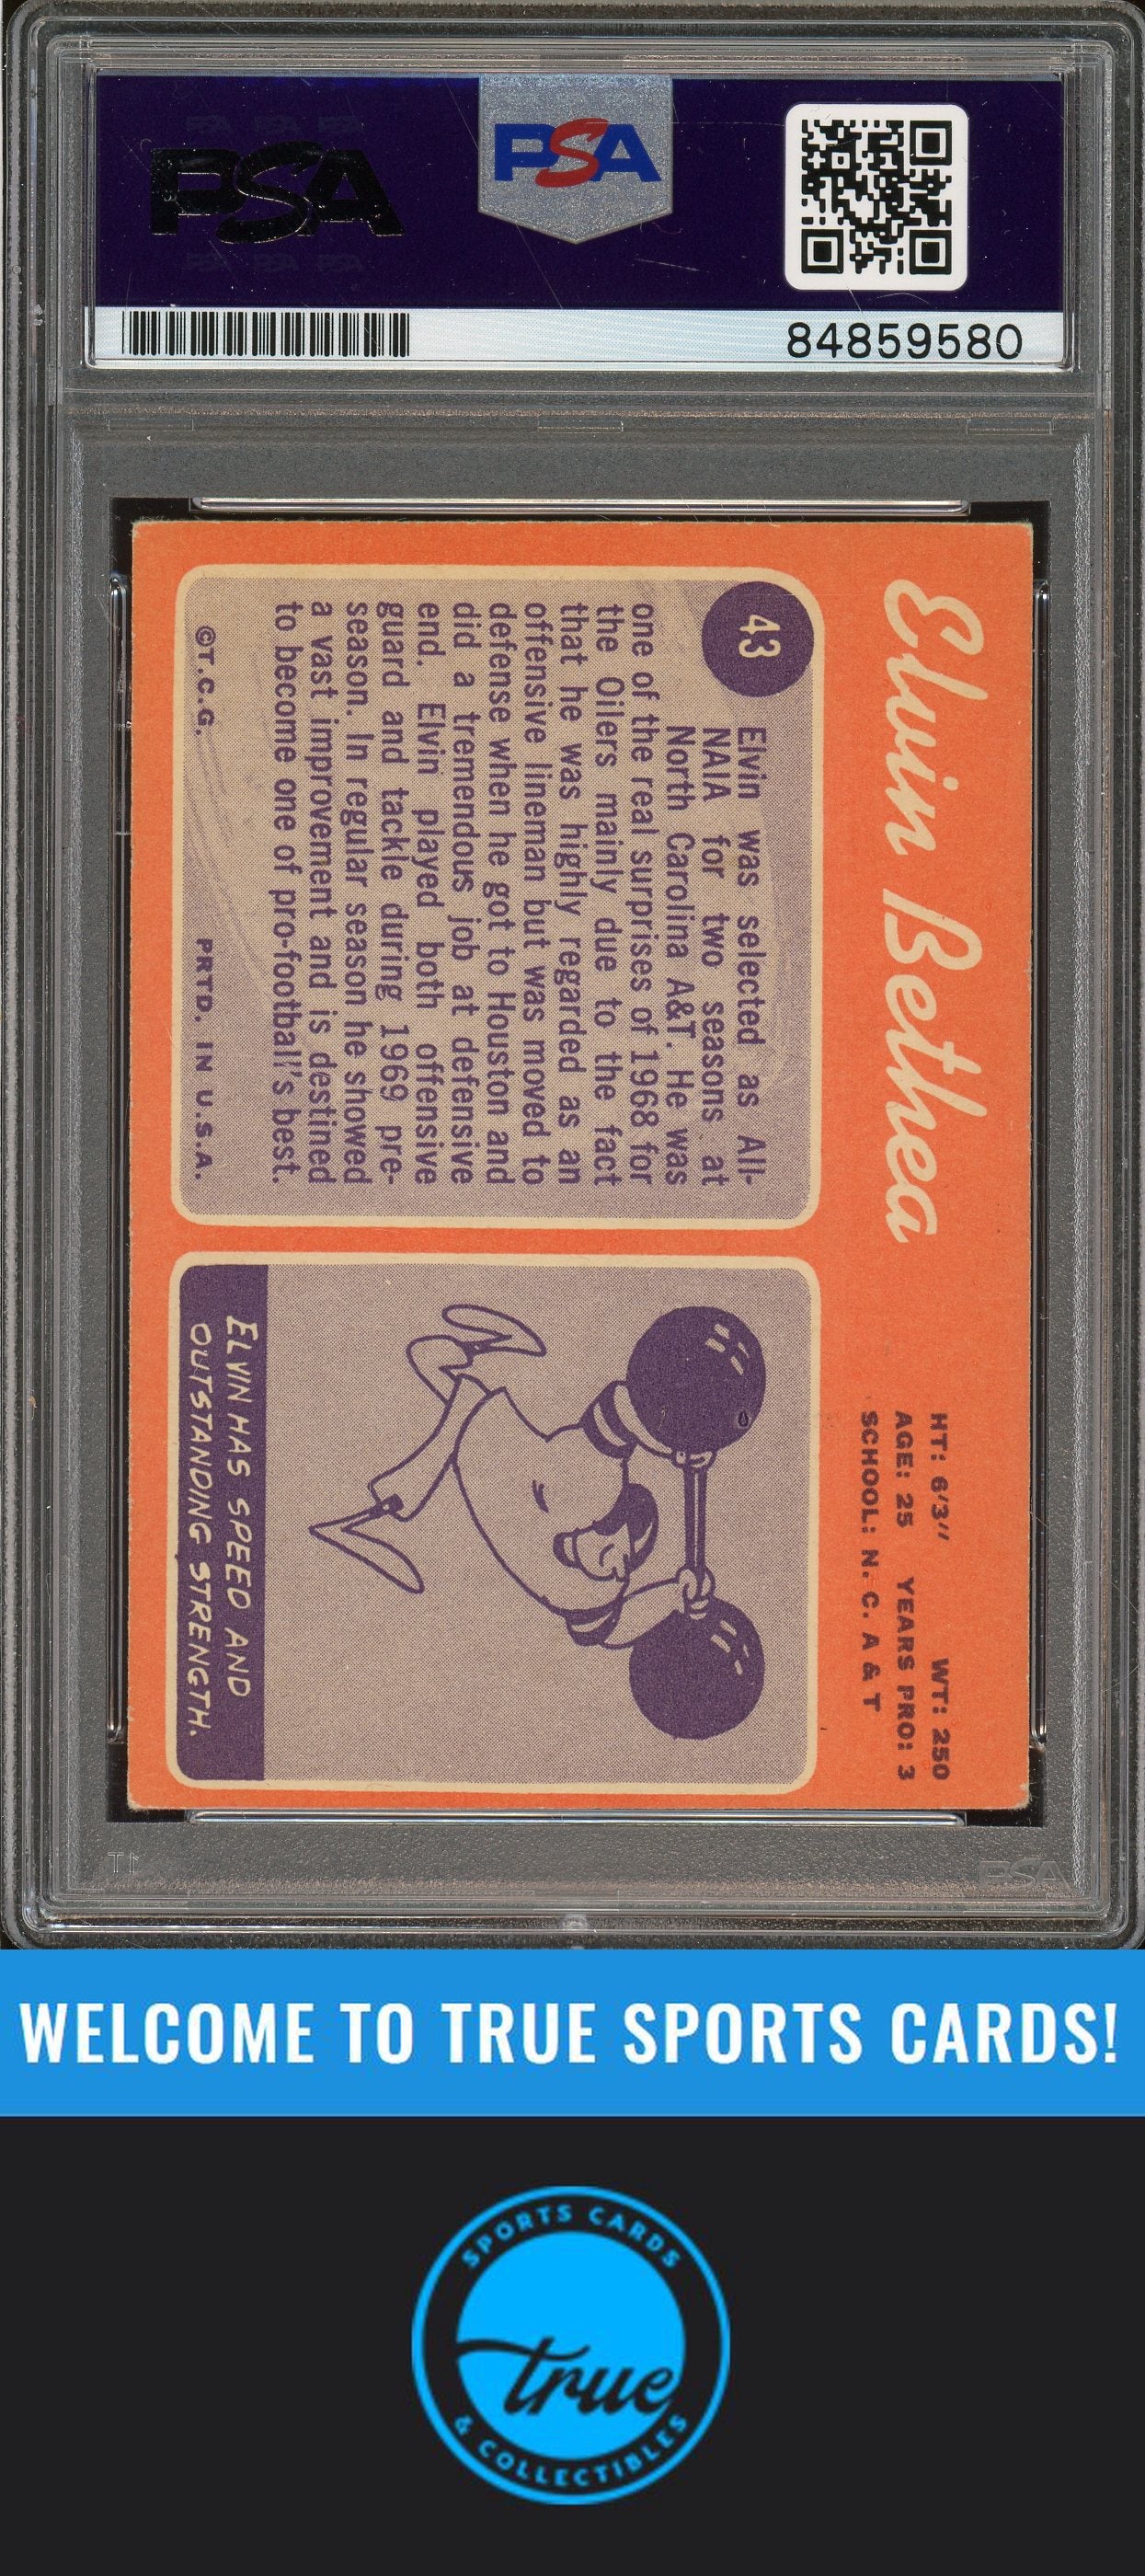 PSA
PSA
84859580
Elvin Bethea
HT: 6'3" WT: 250
AGE: 25 YEARS PRO: 3
SCHOOL: N. C. A & T
43
Elvin was selected as All-
NAIA for two seasons at
North Carolina A&T. He was
one of the real surprises of 1968 for
the Oilers mainly due to the fact
that he was highly regarded as an
offensive lineman but was moved to
defense when he got to Houston and
did a tremendous job at defensive
end. Elvin played both offensive
guard and tackle during 1969 pre-
season. In regular season he showed
a vast improvement and is destined
to become one of pro-football's best.
©T.C.G. PRTD. IN U.S.A.
ELVIN HAS SPEED AND
OUTSTANDING STRENGTH.
PSA
WELCOME TO TRUE SPORTS CARDS!
SPORTS CARDS
true
& COLLECTIBLES